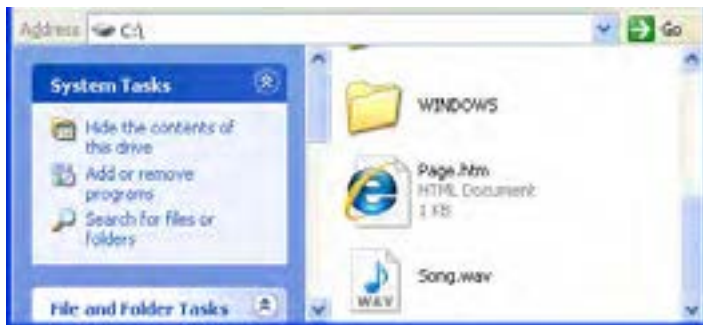 Address C:\ Go
System Tasks
Hide the contents of
this drive
Add or remove
programs
Search for files or
folders
File and Folder Tasks
WINDOWS
Page.htm
HTML Document
1 KB
Song.wav
WAV